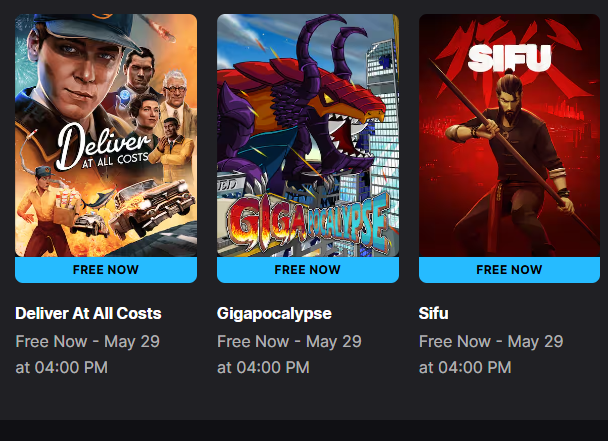 Deliver
AT ALL COSTS
GIGAPOCALYPSE
SIFU
FREE NOW
FREE NOW
FREE NOW
Deliver At All Costs
Free Now - May 29
at 04:00 PM
Gigapocalypse
Free Now - May 29
at 04:00 PM
Sifu
Free Now - May 29
at 04:00 PM